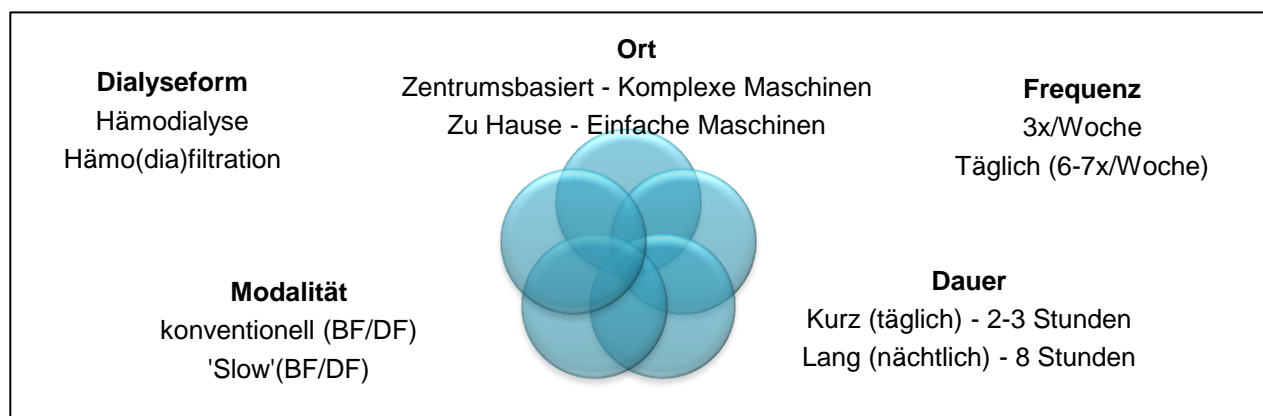 Ort
Zentrumsbasiert - Komplexe Maschinen
Zu Hause - Einfache Maschinen
Dialyseform
Hämodialyse
Hämo(dia)filtration
Frequenz
3x/Woche
Täglich (6-7x/Woche)
Modalität
konventionell (BF/DF)
'Slow'(BF/DF)
Dauer
Kurz (täglich) - 2-3 Stunden
Lang (nächtlich) - 8 Stunden